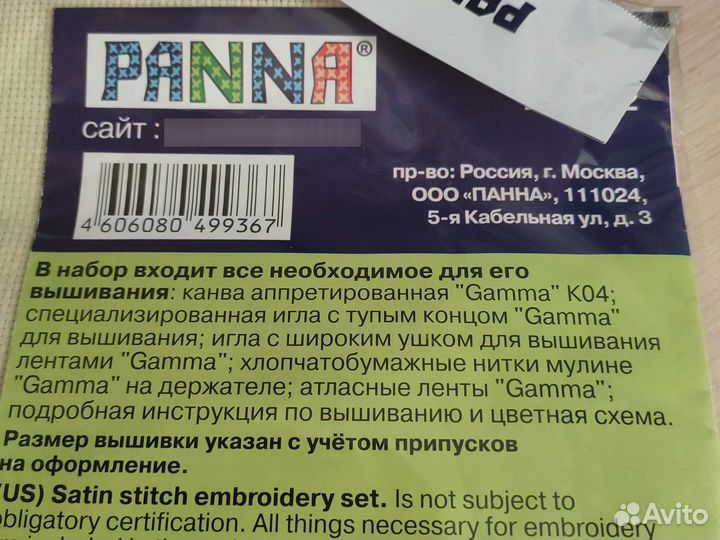 PANNA®
сайт :
4 606080 499367
пр-во: Россия, г. Москва,
ООО «ПАННА», 111024,
5-я Кабельная ул, д. 3
В набор входит все необходимое для его
вышивания: канва аппретированная "Gamma" K04;
специализированная игла с тупым концом "Gamma"
для вышивания; игла с широким ушком для вышивания
лентами "Gamma"; хлопчатобумажные нитки мулине
"Gamma" на держателе; атласные ленты "Gamma";
подробная инструкция по вышиванию и цветная схема.
Размер вышивки указан с учётом припусков
на оформление.
(US) Satin stitch embroidery set. Is not subject to
obligatory certification. All things necessary for embroidery
Avito